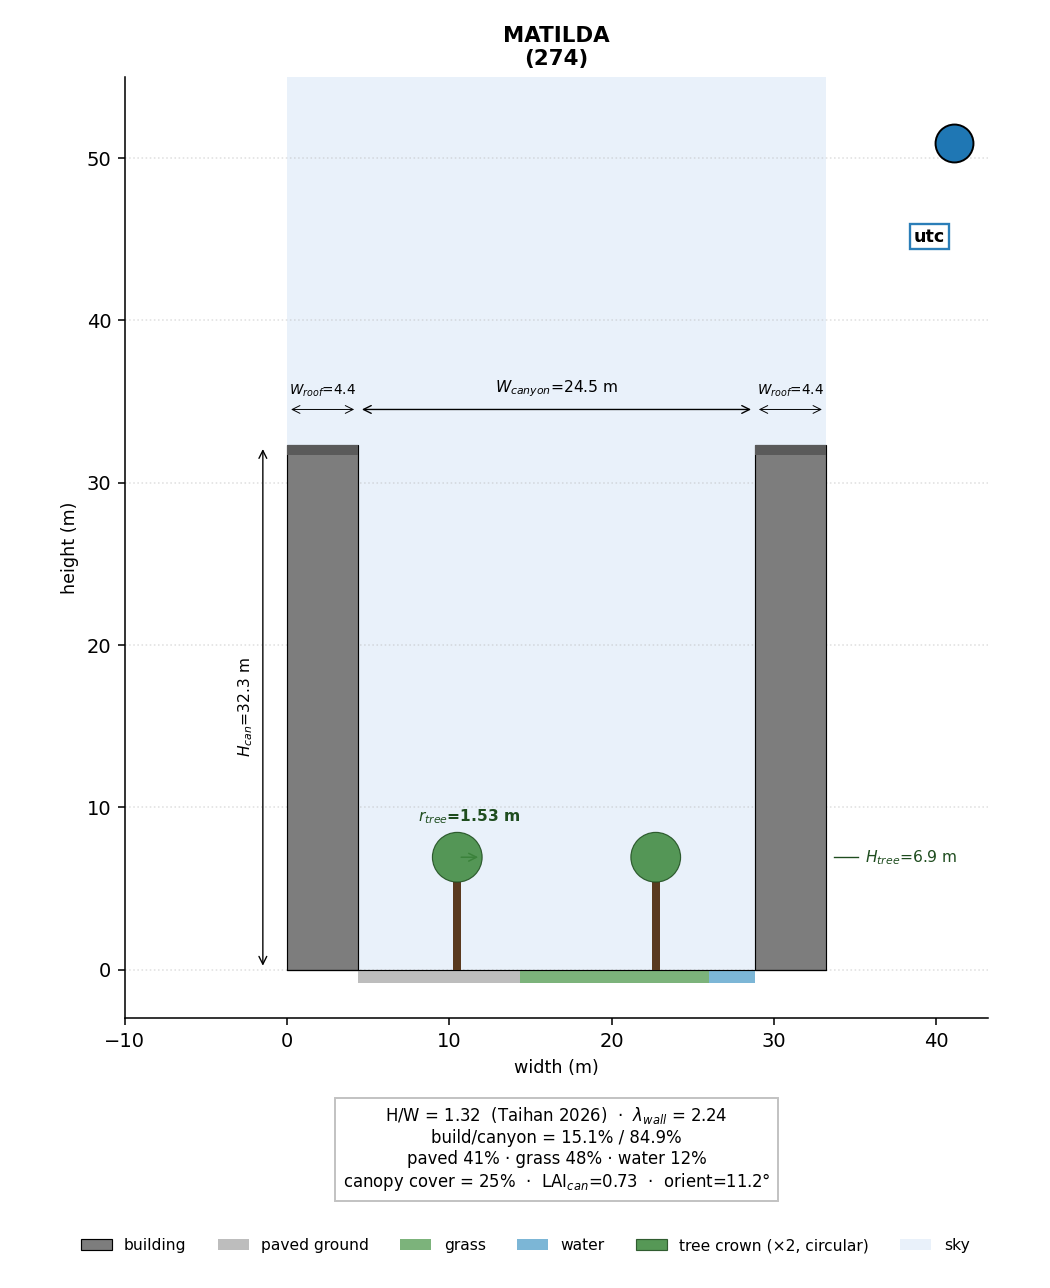 MATILDA
(274)
utc
W_roof=4.4
W_canyon=24.5 m
W_roof=4.4
H_can=32.3 m
r_tree=1.53 m
H_tree=6.9 m
height (m)
50
40
30
20
10
0
−10 0 10 20 30 40
width (m)
H/W = 1.32 (Taihan 2026) · λ_wall = 2.24
build/canyon = 15.1% / 84.9%
paved 41% · grass 48% · water 12%
canopy cover = 25% · LAI_can=0.73 · orient=11.2°
building paved ground grass water tree crown (×2, circular) sky